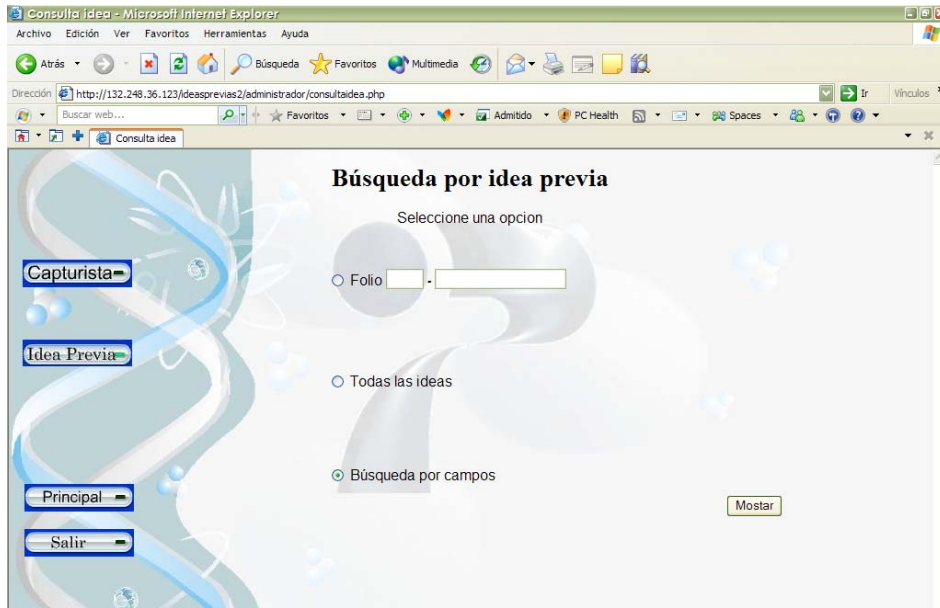 Consulta idea - Microsoft Internet Explorer
Archivo Edición Ver Favoritos Herramientas Ayuda
Atrás Búsqueda Favoritos Multimedia
Dirección http://132.248.36.123/ideasprevias2/administrador/consultaidea.php Ir Vínculos »
Buscar web... Favoritos Admitido PC Health Spaces
Consulta idea
Búsqueda por idea previa
Seleccione una opcion
Capturista
Folio -
Idea Previa
Todas las ideas
Búsqueda por campos
Principal
Mostar
Salir